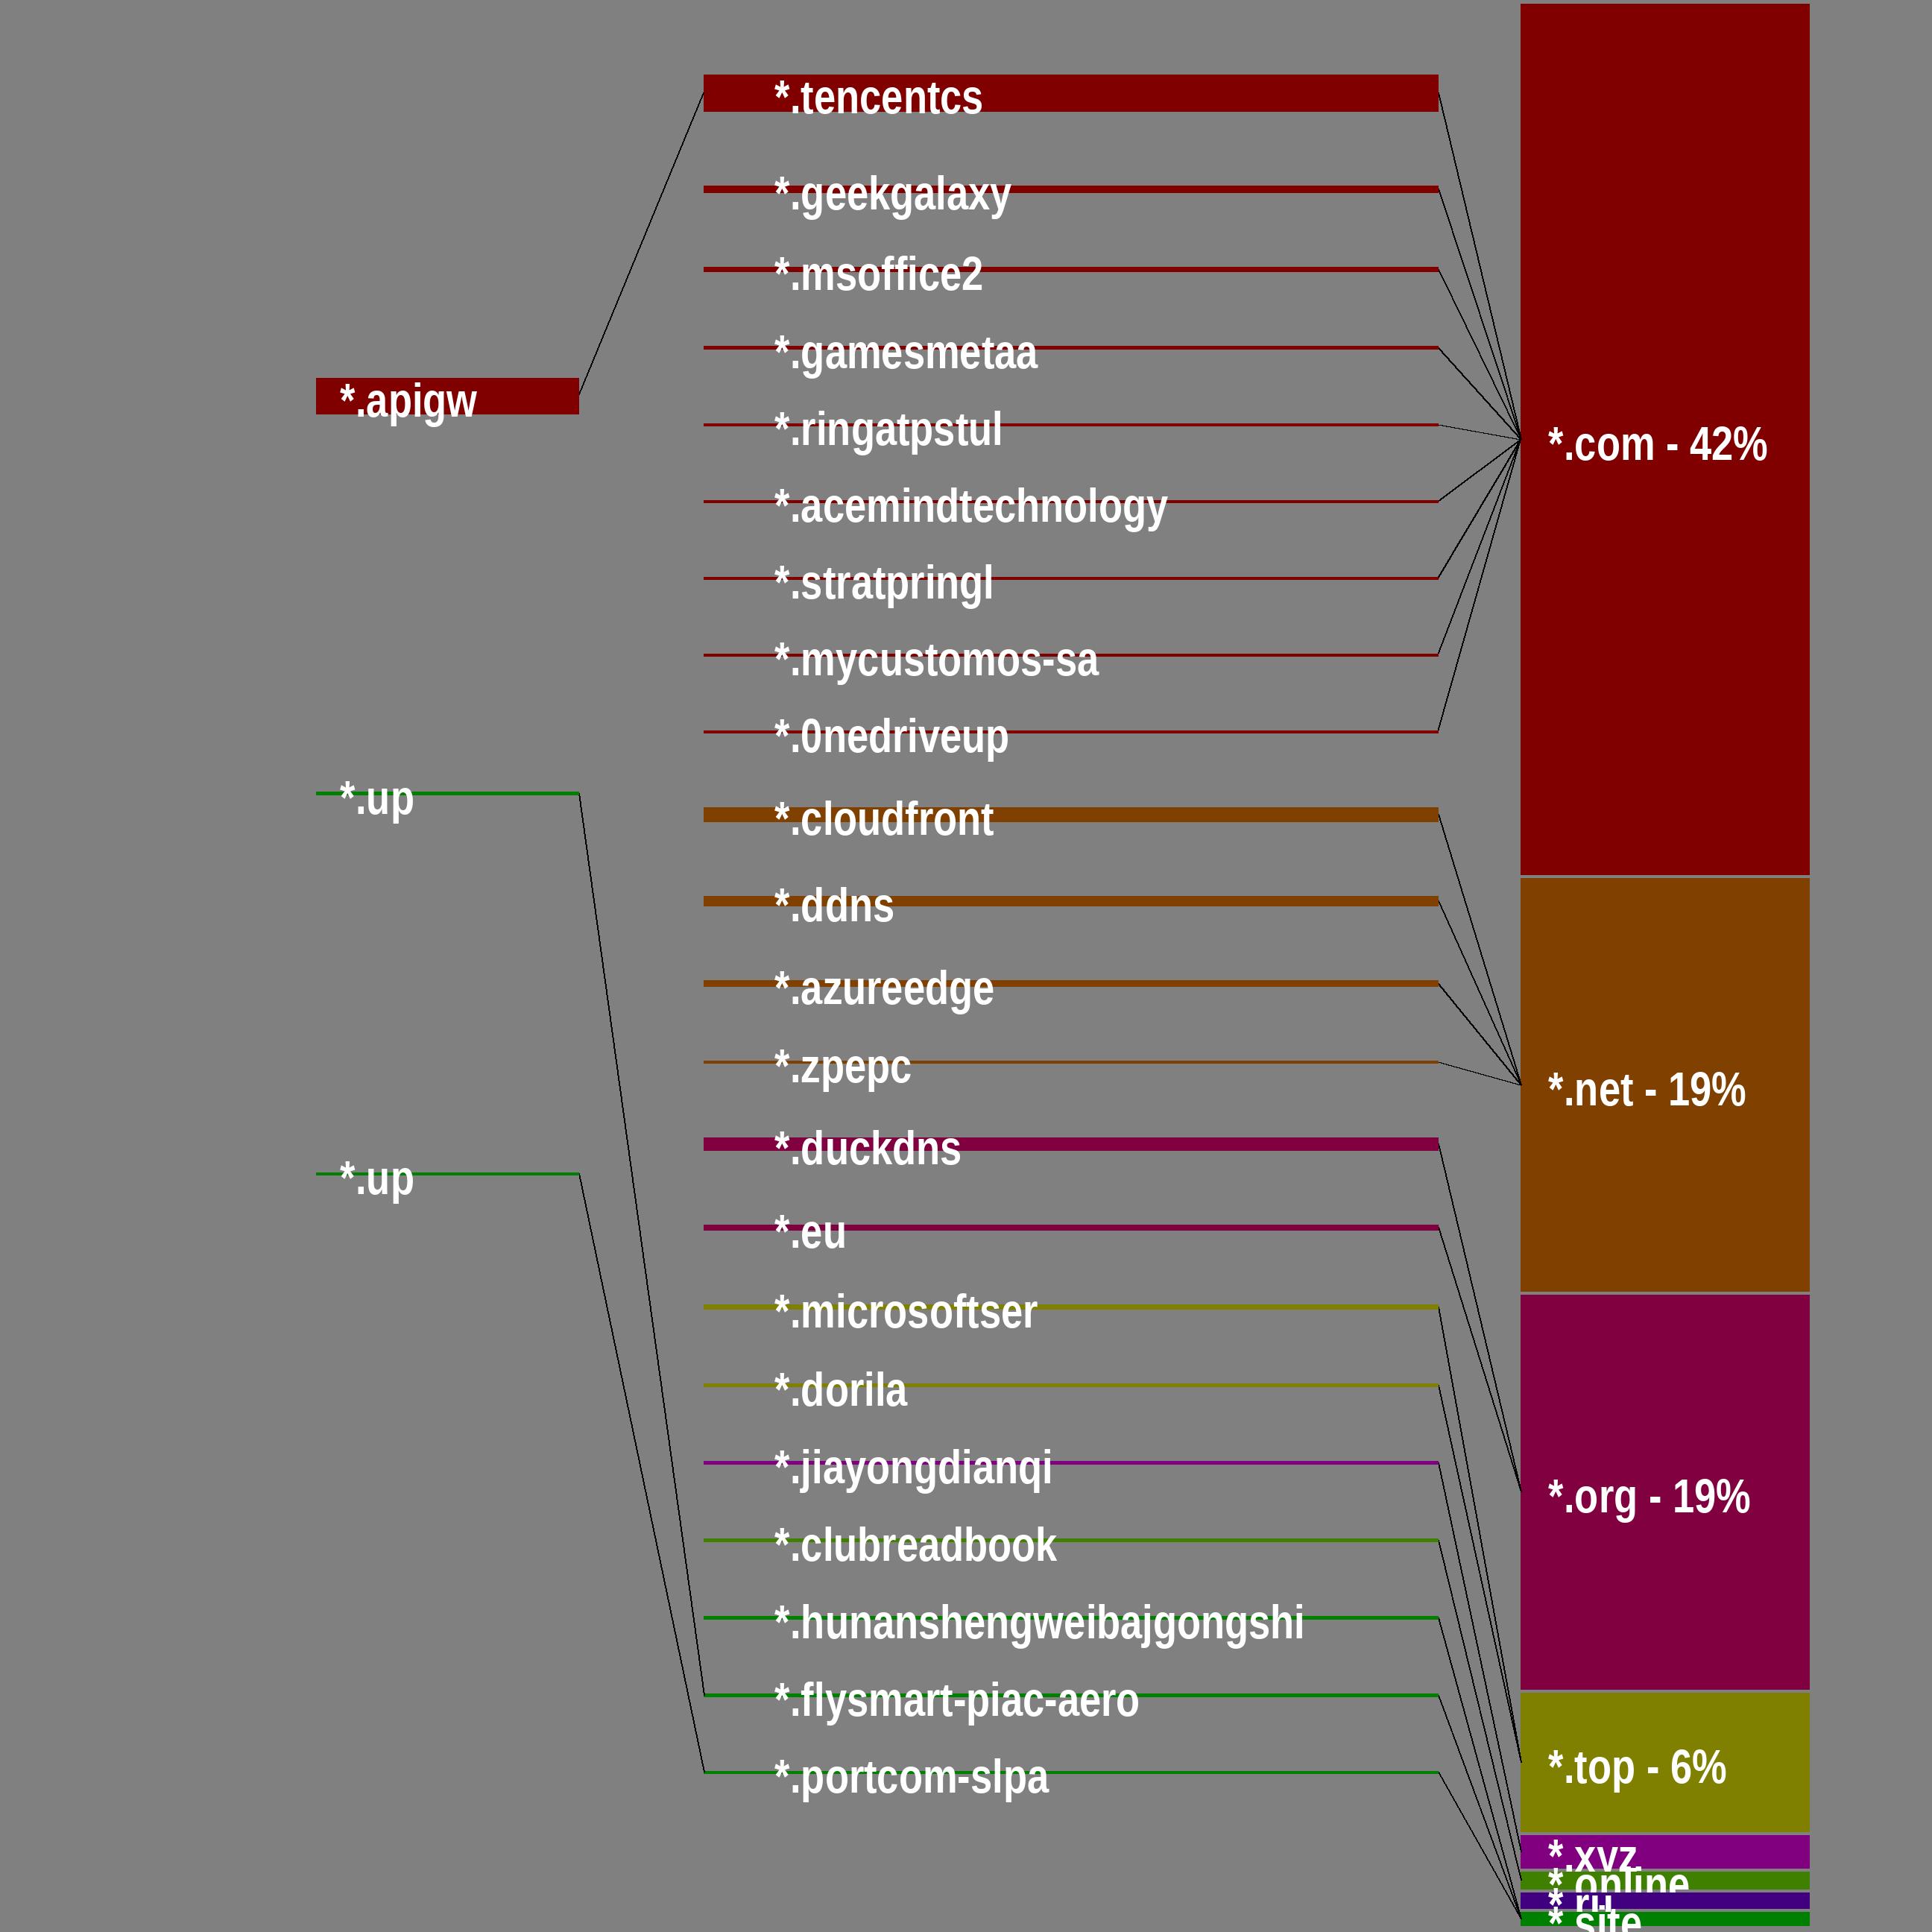 *.apigw
*.up
*.up
*.tencentcs
*.geekgalaxy
*.msoffice2
*.gamesmetaa
*.ringatpstul
*.acemindtechnology
*.stratpringl
*.mycustomos-sa
*.0nedriveup
*.cloudfront
*.ddns
*.azureedge
*.zpepc
*.duckdns
*.eu
*.microsoftser
*.dorila
*.jiayongdianqi
*.clubreadbook
*.hunanshengweibajgongshi
*.flysmart-piac-aero
*.portcom-slpa
*.com - 42%
*.net - 19%
*.org - 19%
*.top - 6%
*.xyz
*.online
*.ru
*.site